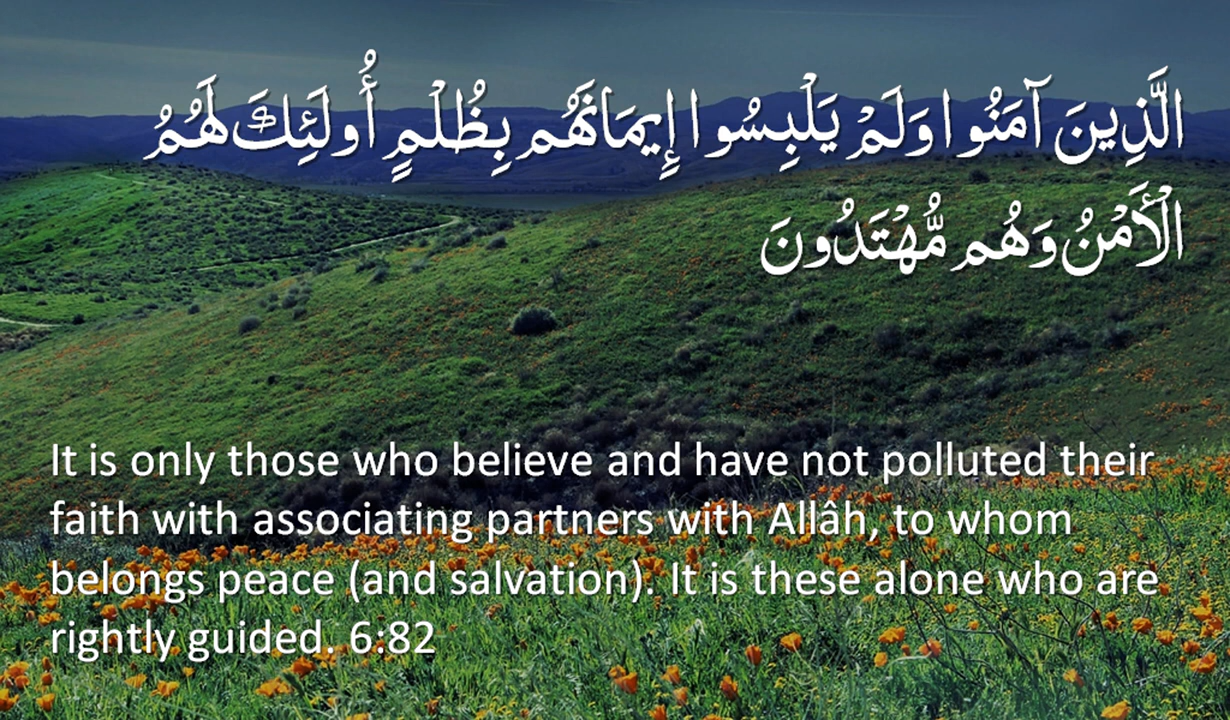 الَّذِينَ آمَنُوا وَلَمْ يَلْبِسُوا إِيمَانَهُم بِظُلْمٍ أُولَئِكَ لَهُمُ
الْأَمْنُ وَهُم مُّهْتَدُونَ
It is only those who believe and have not polluted their
faith with associating partners with Allâh, to whom
belongs peace (and salvation). It is these alone who are
rightly guided. 6:82